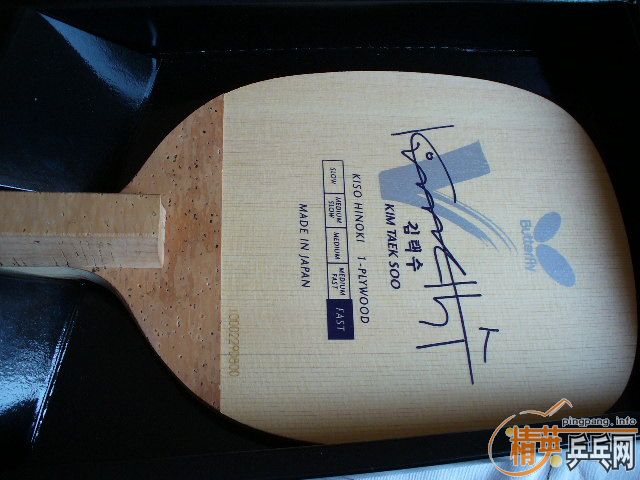 Butterfly
KIM TAEK SOO
김택수
KISO HINOKI 1-PLYWOOD
SLOW
MEDIUM SLOW
MEDIUM
MEDIUM FAST
FAST
MADE IN JAPAN
pingpang.info
精英乒乓网